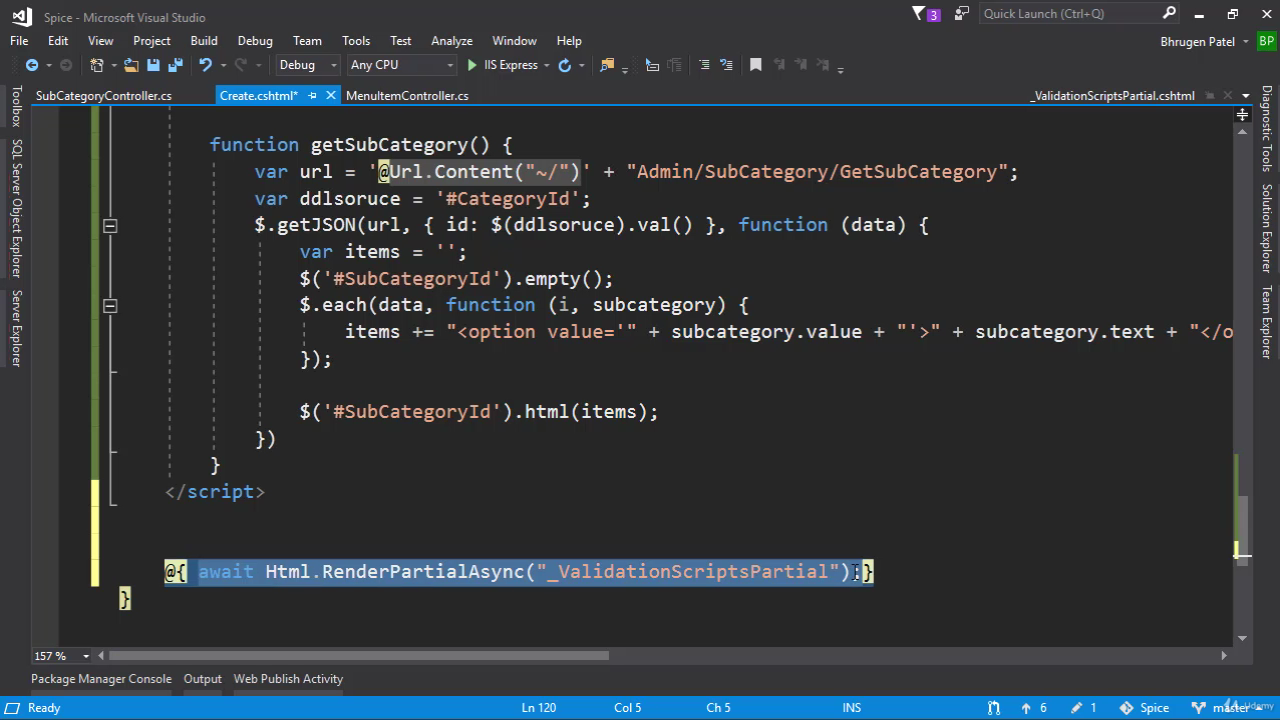 Spice - Microsoft Visual Studio
3
Quick Launch (Ctrl+Q)
File Edit View Project Build Debug Team Tools Test Analyze Window Help
Bhrugen Patel BP
Debug Any CPU IIS Express
SubCategoryController.cs Create.cshtml* MenuItemController.cs _ValidationScriptsPartial.cshtml
Toolbox
SQL Server Object Explorer
Server Explorer
Diagnostic Tools
Solution Explorer
Team Explorer
function getSubCategory() {
var url = '@Url.Content("~/")' + "Admin/SubCategory/GetSubCategory";
var ddlsoruce = '#CategoryId';
$.getJSON(url, { id: $(ddlsoruce).val() }, function (data) {
var items = '';
$('#SubCategoryId').empty();
$.each(data, function (i, subcategory) {
items += "<option value='" + subcategory.value + "'>" + subcategory.text + "</o
});
$('#SubCategoryId').html(items);
})
}
</script>
@{ await Html.RenderPartialAsync("_ValidationScriptsPartial");}
}
157 %
Package Manager Console Output Web Publish Activity
Ready Ln 120 Col 5 Ch 5 INS 6 1 Spice master
Udemy